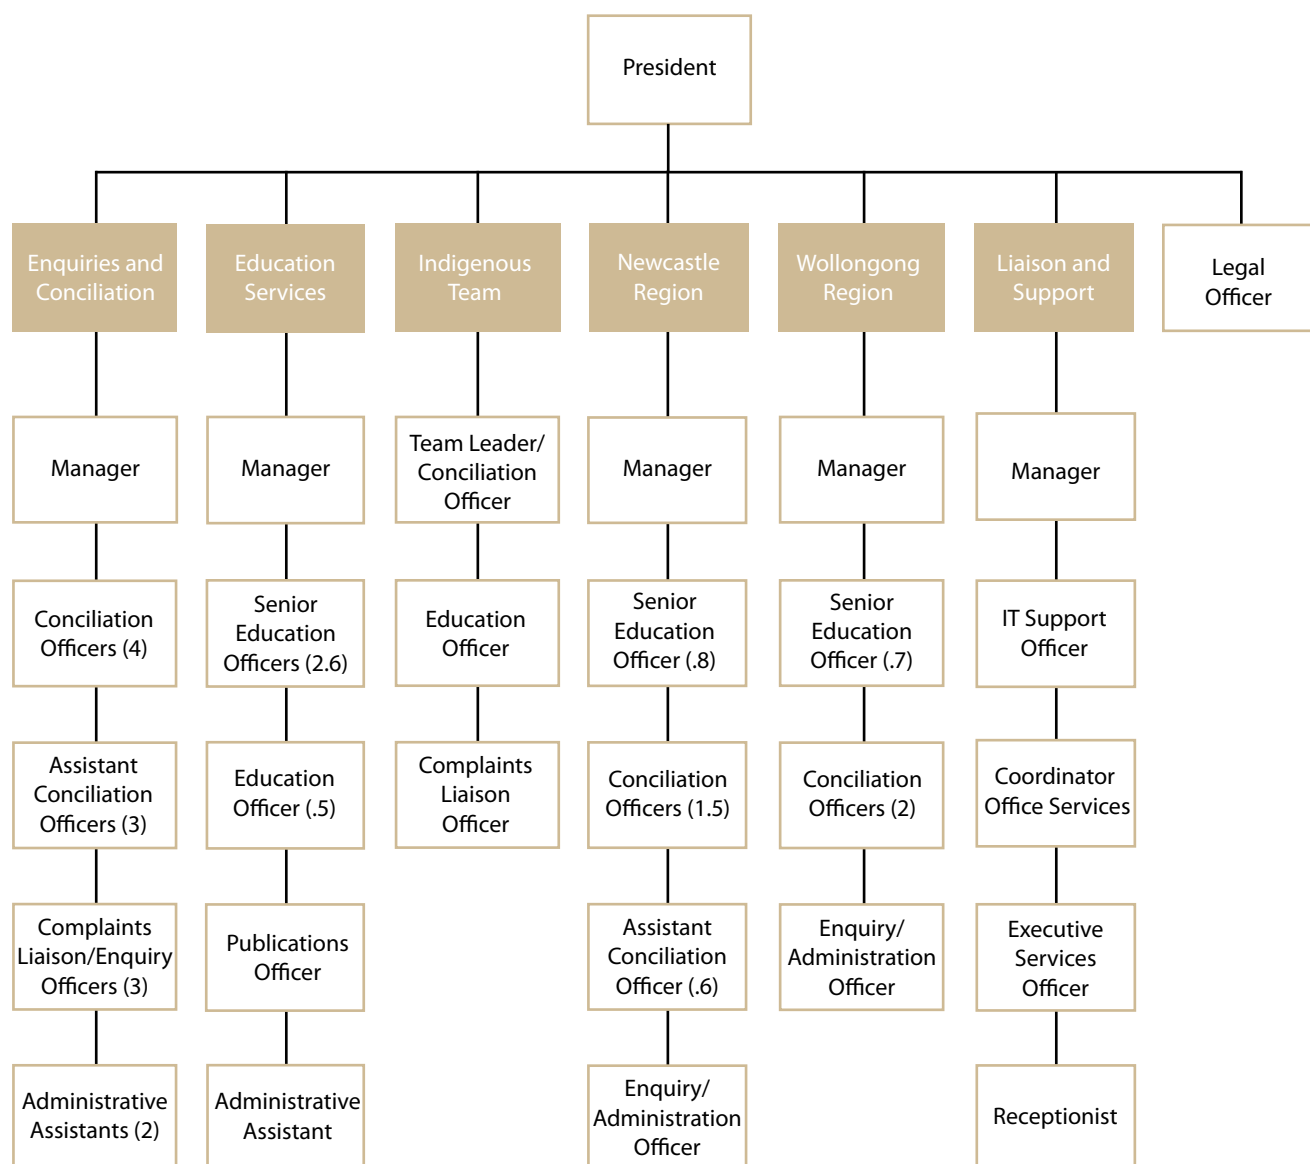 President
Enquiries and
Conciliation
Education
Services
Indigenous
Team
Newcastle
Region
Wollongong
Region
Liaison and
Support
Legal
Officer
Manager
Manager
Team Leader/
Conciliation
Officer
Manager
Manager
Manager
Conciliation
Officers (4)
Senior
Education
Officers (2.6)
Education
Officer
Senior
Education
Officer (.8)
Senior
Education
Officer (.7)
IT Support
Officer
Assistant
Conciliation
Officers (3)
Education
Officer (.5)
Complaints
Liaison
Officer
Conciliation
Officers (1.5)
Conciliation
Officers (2)
Coordinator
Office Services
Complaints
Liaison/Enquiry
Officers (3)
Publications
Officer
Assistant
Conciliation
Officer (.6)
Enquiry/
Administration
Officer
Executive
Services
Officer
Administrative
Assistants (2)
Administrative
Assistant
Enquiry/
Administration
Officer
Receptionist